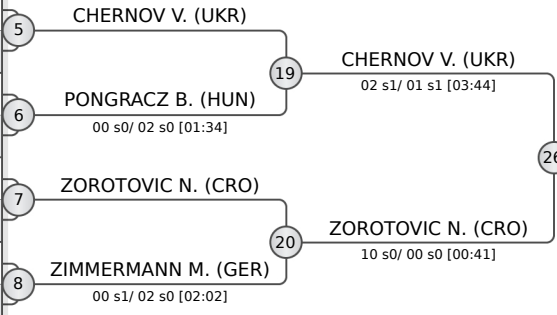 CHERNOV V. (UKR)
5
19
CHERNOV V. (UKR)
02 s1/ 01 s1 [03:44]
PONGRACZ B. (HUN)
6
00 s0/ 02 s0 [01:34]
26
ZOROTOVIC N. (CRO)
7
20
ZOROTOVIC N. (CRO)
10 s0/ 00 s0 [00:41]
ZIMMERMANN M. (GER)
8
00 s1/ 02 s0 [02:02]